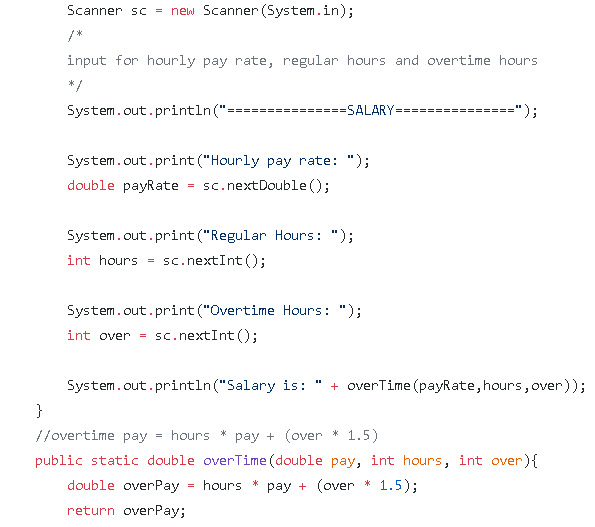 Scanner sc = new Scanner(System.in);
/*
input for hourly pay rate, regular hours and overtime hours
*/
System.out.println("===============SALARY===============");
System.out.print("Hourly pay rate: ");
double payRate = sc.nextDouble();
System.out.print("Regular Hours: ");
int hours = sc.nextInt();
System.out.print("Overtime Hours: ");
int over = sc.nextInt();
System.out.println("Salary is: " + overTime(payRate,hours,over));
}
//overtime pay = hours * pay + (over * 1.5)
public static double overTime(double pay, int hours, int over){
double overPay = hours * pay + (over * 1.5);
return overPay;